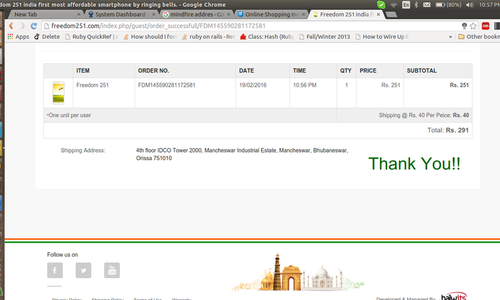 dom 251 india first most affordable smartphone by ringing bells. - Google Chrome
(80%) 10:57 P
New Tab
System Dashboard
mindfire addres - G
Online Shopping In
Freedom 251 india f
freedom251.com/index.php/guest/order_successfull/FDM145590281172581
Apps Delete Ruby QuickRef How should I fo ruby on rails - Re Class: Hash (Ruby Fall/Winter 2013 How to Wire Up Other bookm
ITEM ORDER NO. DATE TIME QTY PRICE SUBTOTAL
Freedom 251 FDM145590281172581 19/02/2016 10:56 PM 1 Rs. 251 Rs. 251
*One unit per user Shipping @ Rs. 40 Per Peice: Rs. 40
Total: Rs. 291
Shipping Address: 4th floor IDCO Tower 2000, Mancheswar Industrial Estate, Mancheswar, Bhubaneswar,
Orissa 751010
Thank You!!
Follow us on
Developed & Managed By